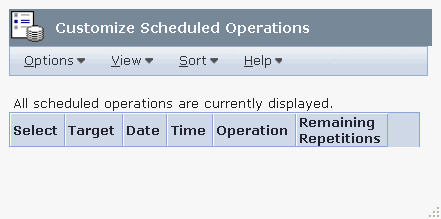 Customize Scheduled Operations
Options View Sort Help
All scheduled operations are currently displayed.
Select Target Date Time Operation Remaining
Repetitions